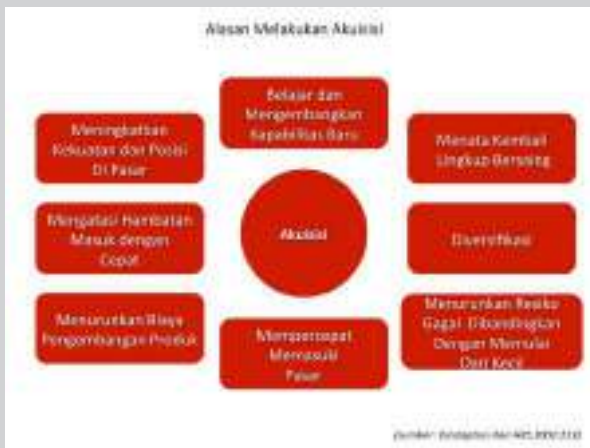 Alasan Melakukan Akuisisi
Belajar dan
Mengembangkan
Kapabilitas Baru
Meningkatkan
Kekuatan dan Posisi
Di Pasar
Menata Kembali
Lingkup Bersaing
Mengatasi Hambatan
Masuk dengan
Cepat
Akuisisi
Diversifikasi
Menurunkan Biaya
Pengembangan Produk
Mempercepat
Memasuki
Pasar
Menurunkan Resiko
Gagal Dibandingkan
Dengan Memulai
Dari Kecil